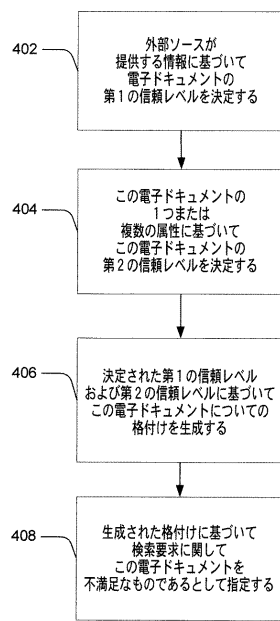 402
外部ソースが
提供する情報に基づいて
電子ドキュメントの
第1の信頼レベルを決定する
404
この電子ドキュメントの
1つまたは
複数の属性に基づいて
この電子ドキュメントの
第2の信頼レベルを決定する
406
決定された第1の信頼レベル
および第2の信頼レベルに基づいて
この電子ドキュメントについての
格付けを生成する
408
生成された格付けに基づいて
検索要求に関して
この電子ドキュメントを
不満足なものであるとして指定する